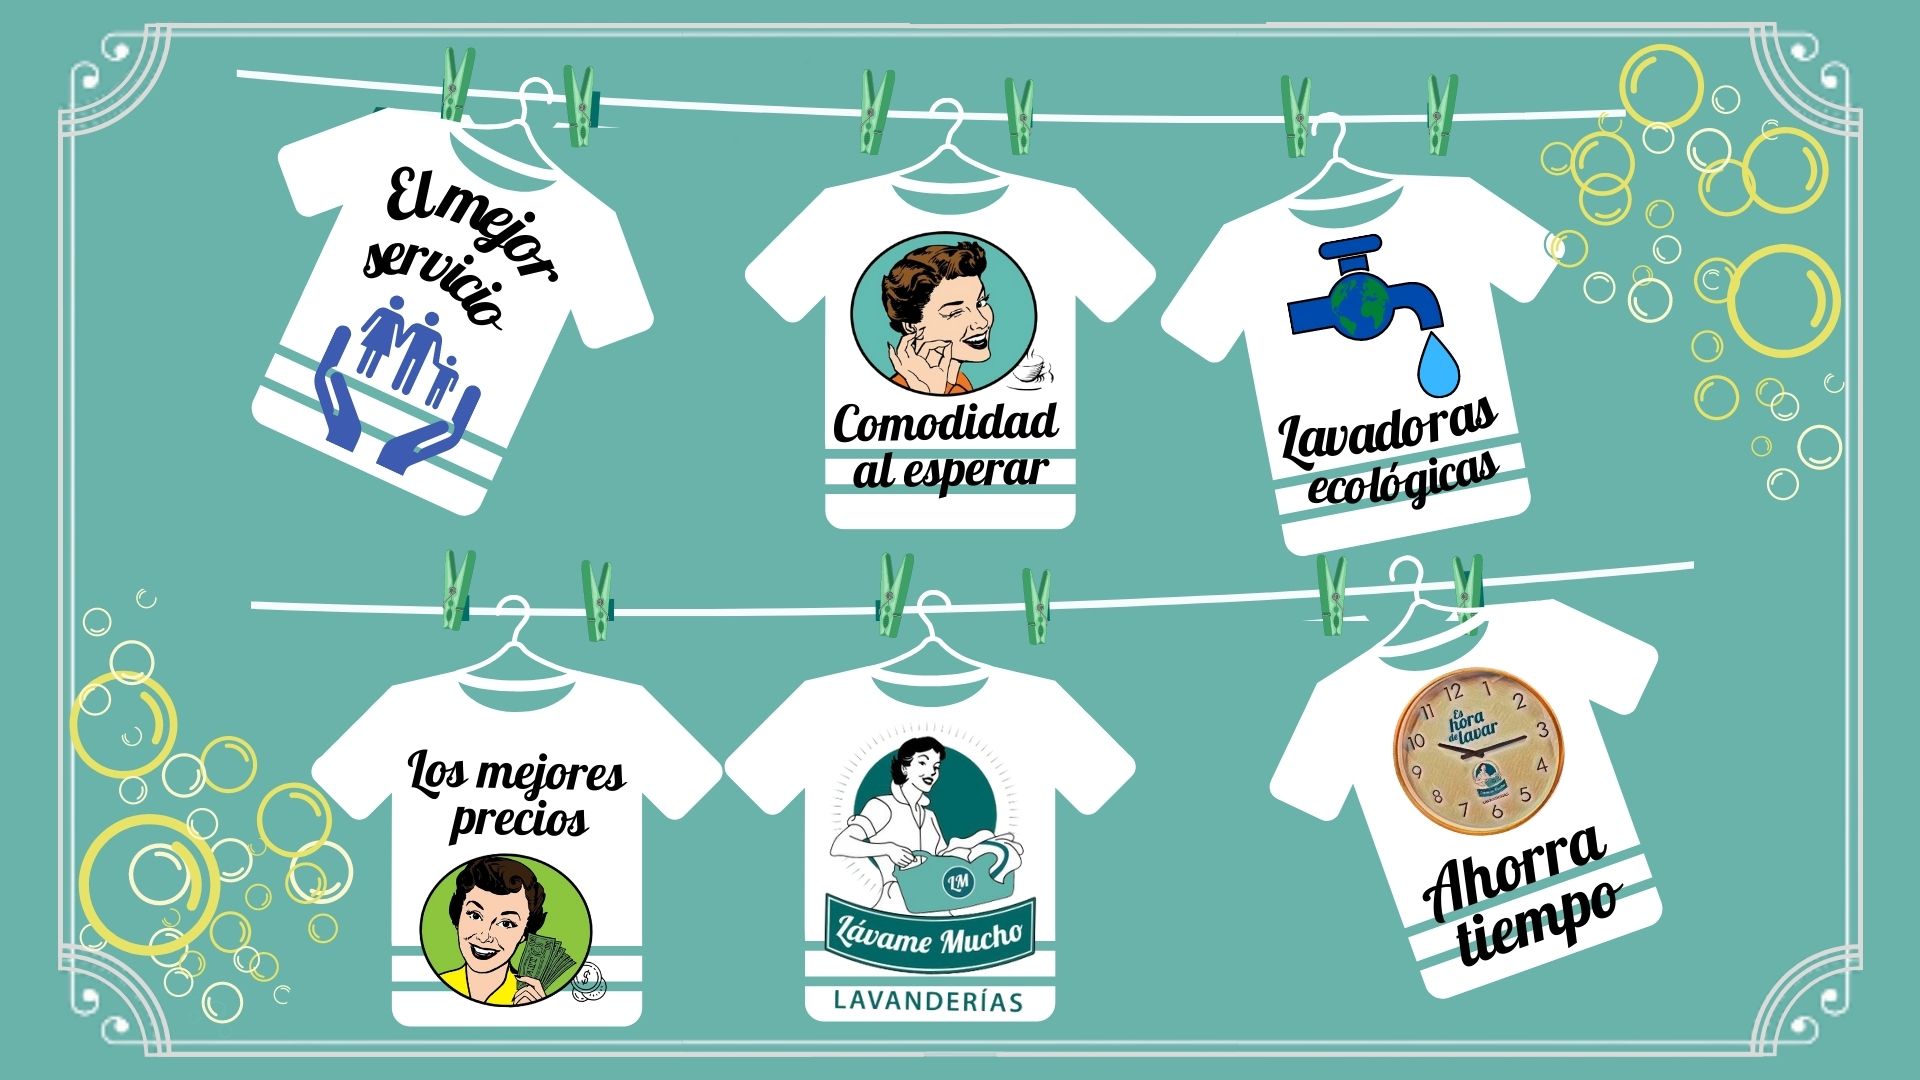 El mejor
servicio
Comodidad
al esperar
Lavadoras
ecológicas
Los mejores
precios
LM
Lávame Mucho
LAVANDERÍAS
12
1
2
3
4
5
6
7
8
9
10
11
Es
hora
de lavar
Ahorra
tiempo